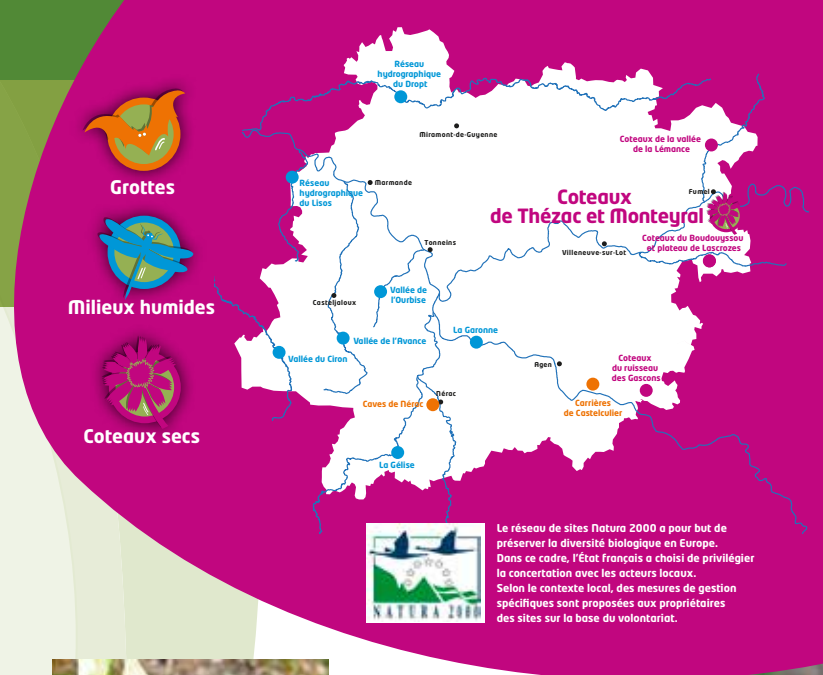 Grottes
Milieux humides
Coteaux secs
Réseau
hydrographique
du Dropt
Miramont-de-Guyenne
Coteaux de la vallée
de la Lémance
Réseau
hydrographique
du Lisos
Marmande
Fumel
Coteaux
de Thézac et Monteyral
Tonneins
Villeneuve-sur-Lot
Coteaux du Boudouyssou
et plateau de Lascrozes
Casteljaloux
Vallée de
l'Ourbise
Vallée de l'Avance
La Garonne
Vallée du Ciron
Agen
Coteaux
du ruisseau
des Gascons
Caves de Nérac
Nérac
Carrières
de Castelculier
La Gélise
NATURA 2000
Le réseau de sites Natura 2000 a pour but de
préserver la diversité biologique en Europe.
Dans ce cadre, l'État français a choisi de privilégier
la concertation avec les acteurs locaux.
Selon le contexte local, des mesures de gestion
spécifiques sont proposées aux propriétaires
des sites sur la base du volontariat.